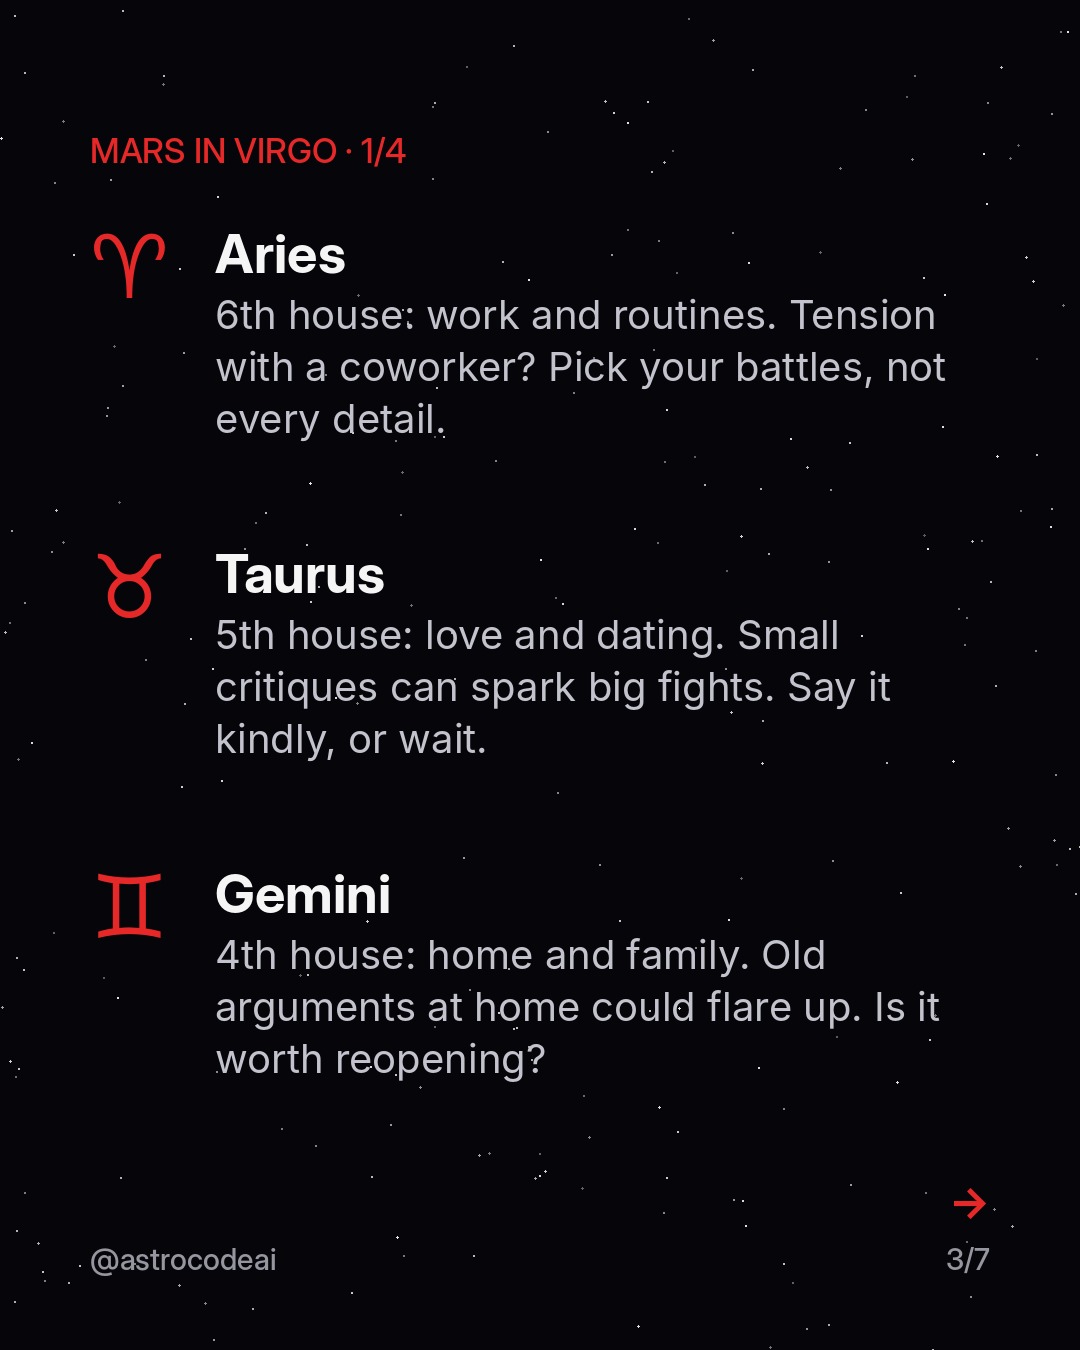 MARS IN VIRGO · 1/4
♈ Aries
6th house: work and routines. Tension
with a coworker? Pick your battles, not
every detail.
♉ Taurus
5th house: love and dating. Small
critiques can spark big fights. Say it
kindly, or wait.
♊ Gemini
4th house: home and family. Old
arguments at home could flare up. Is it
worth reopening?
→
@astrocodeai 3/7